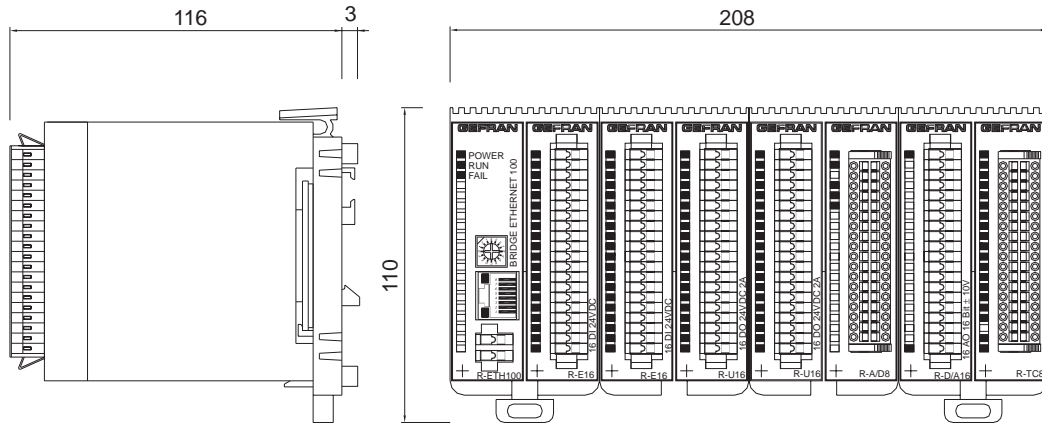 116
3
208
110
GEFRAN
GEFRAN
GEFRAN
GEFRAN
GEFRAN
GEFRAN
GEFRAN
GEFRAN
POWER
RUN
FAIL
BRIDGE ETHERNET 100
16 DI 24VDC
16 DI 24VDC
16 DO 24VDC 2A
16 DO 24VDC 2A
16 AO 16 Bit ± 10V
R-ETH100
R-E16
R-E16
R-U16
R-U16
R-A/D8
R-D/A16
R-TC8